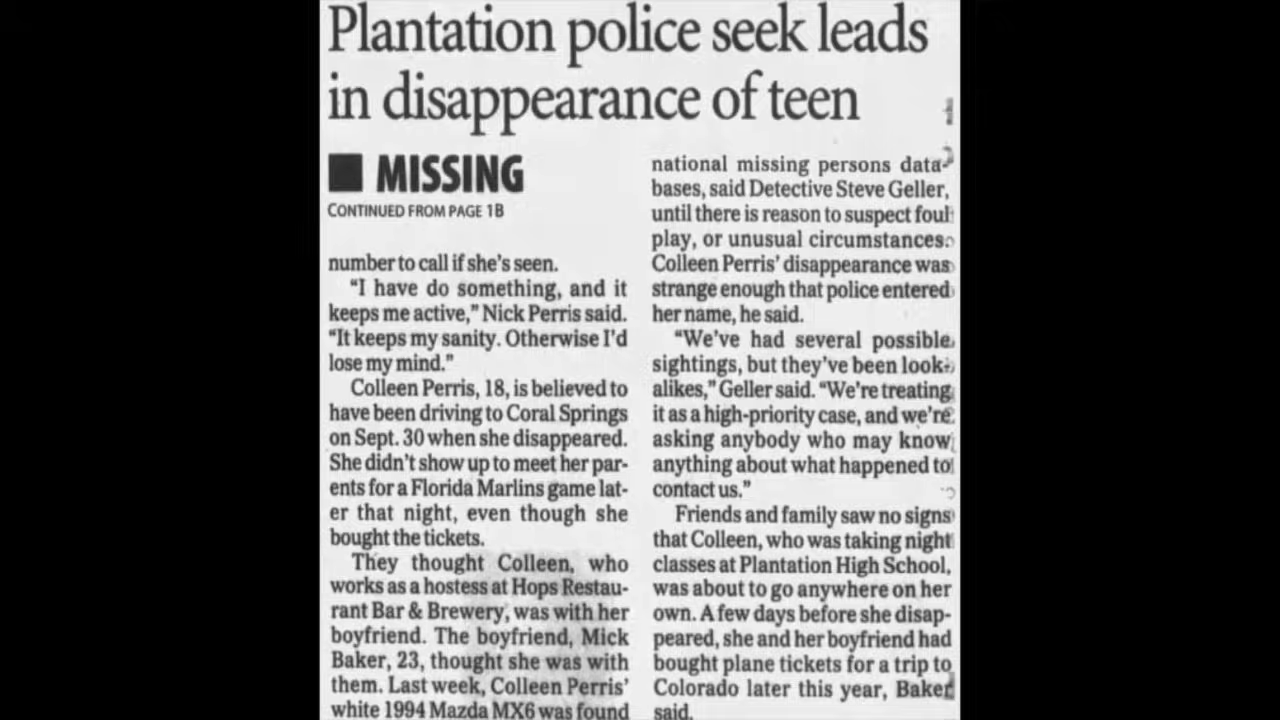 Plantation police seek leads
in disappearance of teen
MISSING
CONTINUED FROM PAGE 1B
number to call if she's seen.
"I have do something, and it
keeps me active," Nick Perris said.
"It keeps my sanity. Otherwise I'd
lose my mind."
Colleen Perris, 18, is believed to
have been driving to Coral Springs
on Sept. 30 when she disappeared.
She didn't show up to meet her par-
ents for a Florida Marlins game lat-
er that night, even though she
bought the tickets.
They thought Colleen, who
works as a hostess at Hops Restau-
rant Bar & Brewery, was with her
boyfriend. The boyfriend, Mick
Baker, 23, thought she was with
them. Last week, Colleen Perris'
white 1994 Mazda MX6 was found
national missing persons data-
bases, said Detective Steve Geller,
until there is reason to suspect foul
play, or unusual circumstances.
Colleen Perris' disappearance was
strange enough that police entered
her name, he said.
"We've had several possible
sightings, but they've been look-
alikes," Geller said. "We're treating
it as a high-priority case, and we're
asking anybody who may know
anything about what happened to
contact us."
Friends and family saw no signs
that Colleen, who was taking night
classes at Plantation High School,
was about to go anywhere on her
own. A few days before she disap-
peared, she and her boyfriend had
bought plane tickets for a trip to
Colorado later this year, Baker
said.